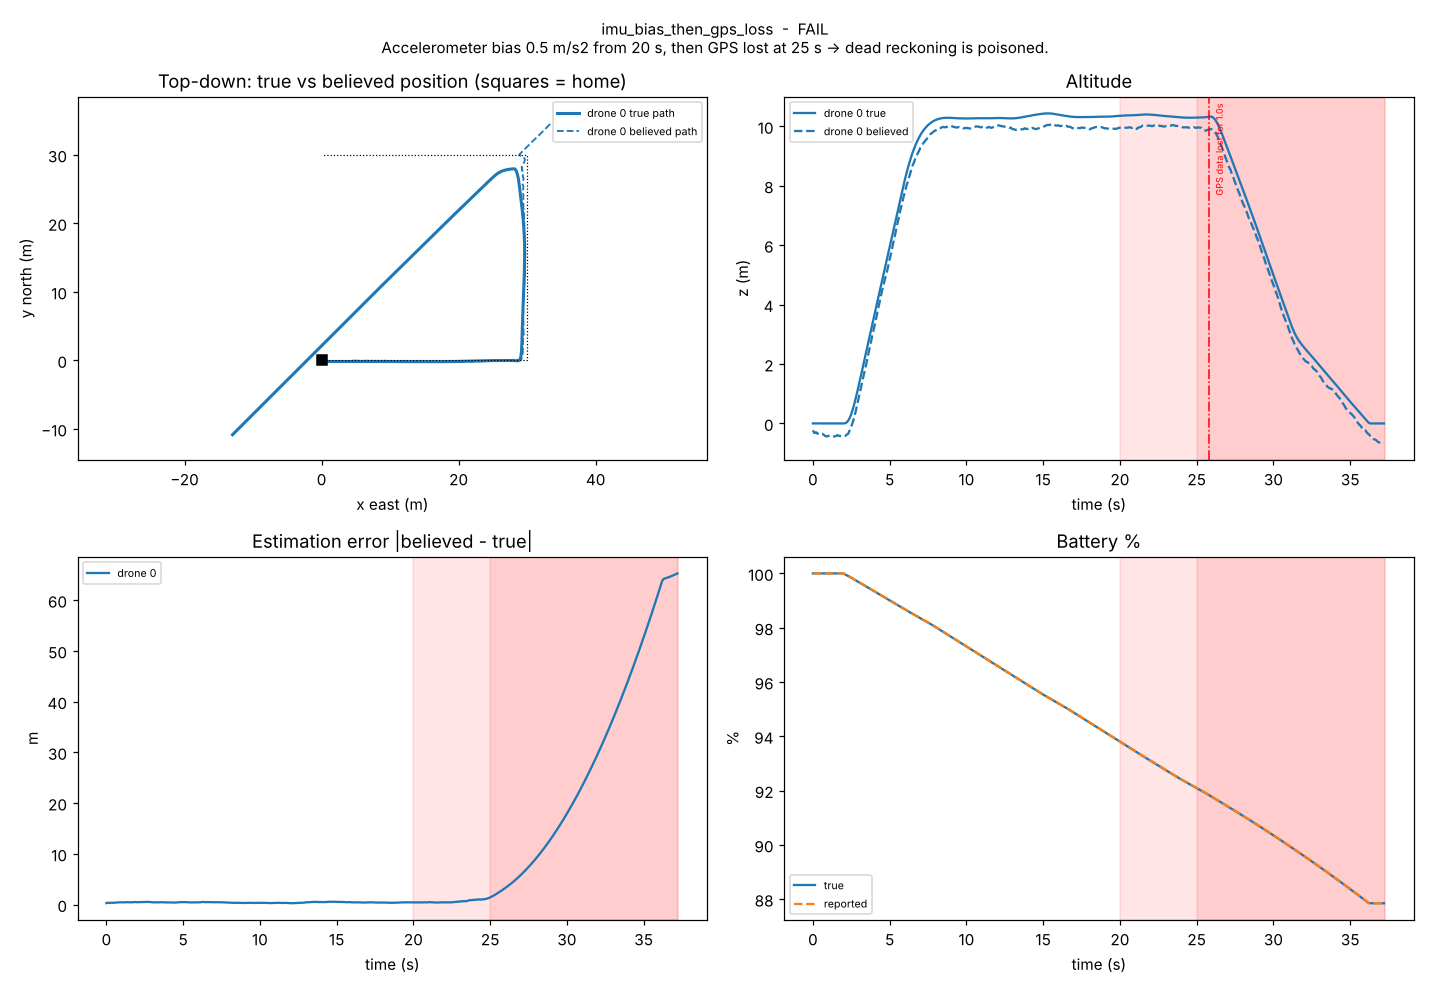 imu_bias_then_gps_loss - FAIL
Accelerometer bias 0.5 m/s2 from 20 s, then GPS lost at 25 s → dead reckoning is poisoned.
Top-down: true vs believed position (squares = home)
drone 0 true path
drone 0 believed path
30
20
10
0
−10
y north (m)
−20
0
20
40
x east (m)
Altitude
drone 0 true
drone 0 believed
10
8
6
4
2
0
z (m)
0
5
10
15
20
25
30
35
time (s)
Estimation error |believed - true|
drone 0
60
50
40
30
20
10
0
m
0
5
10
15
20
25
30
35
time (s)
Battery %
100
98
96
94
92
90
88
%
true
reported
0
5
10
15
20
25
30
35
time (s)